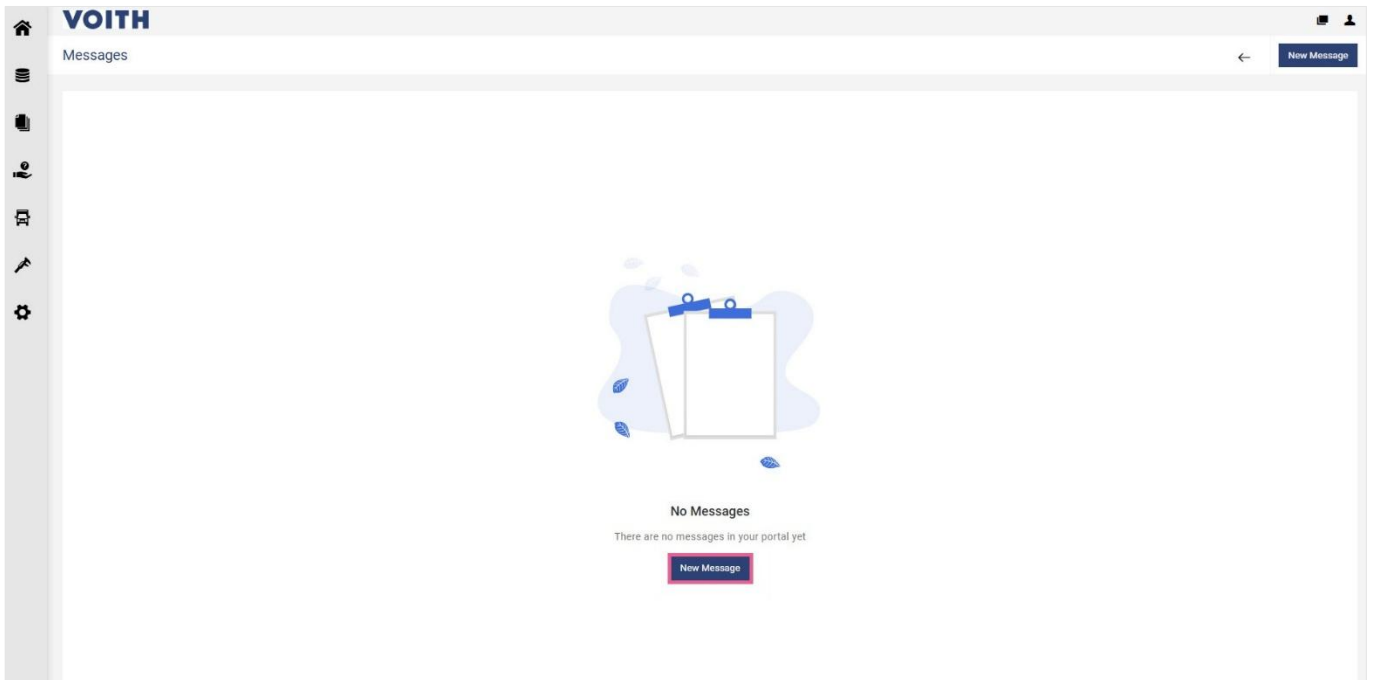 VOITH
Messages
New Message
No Messages
There are no messages in your portal yet
New Message